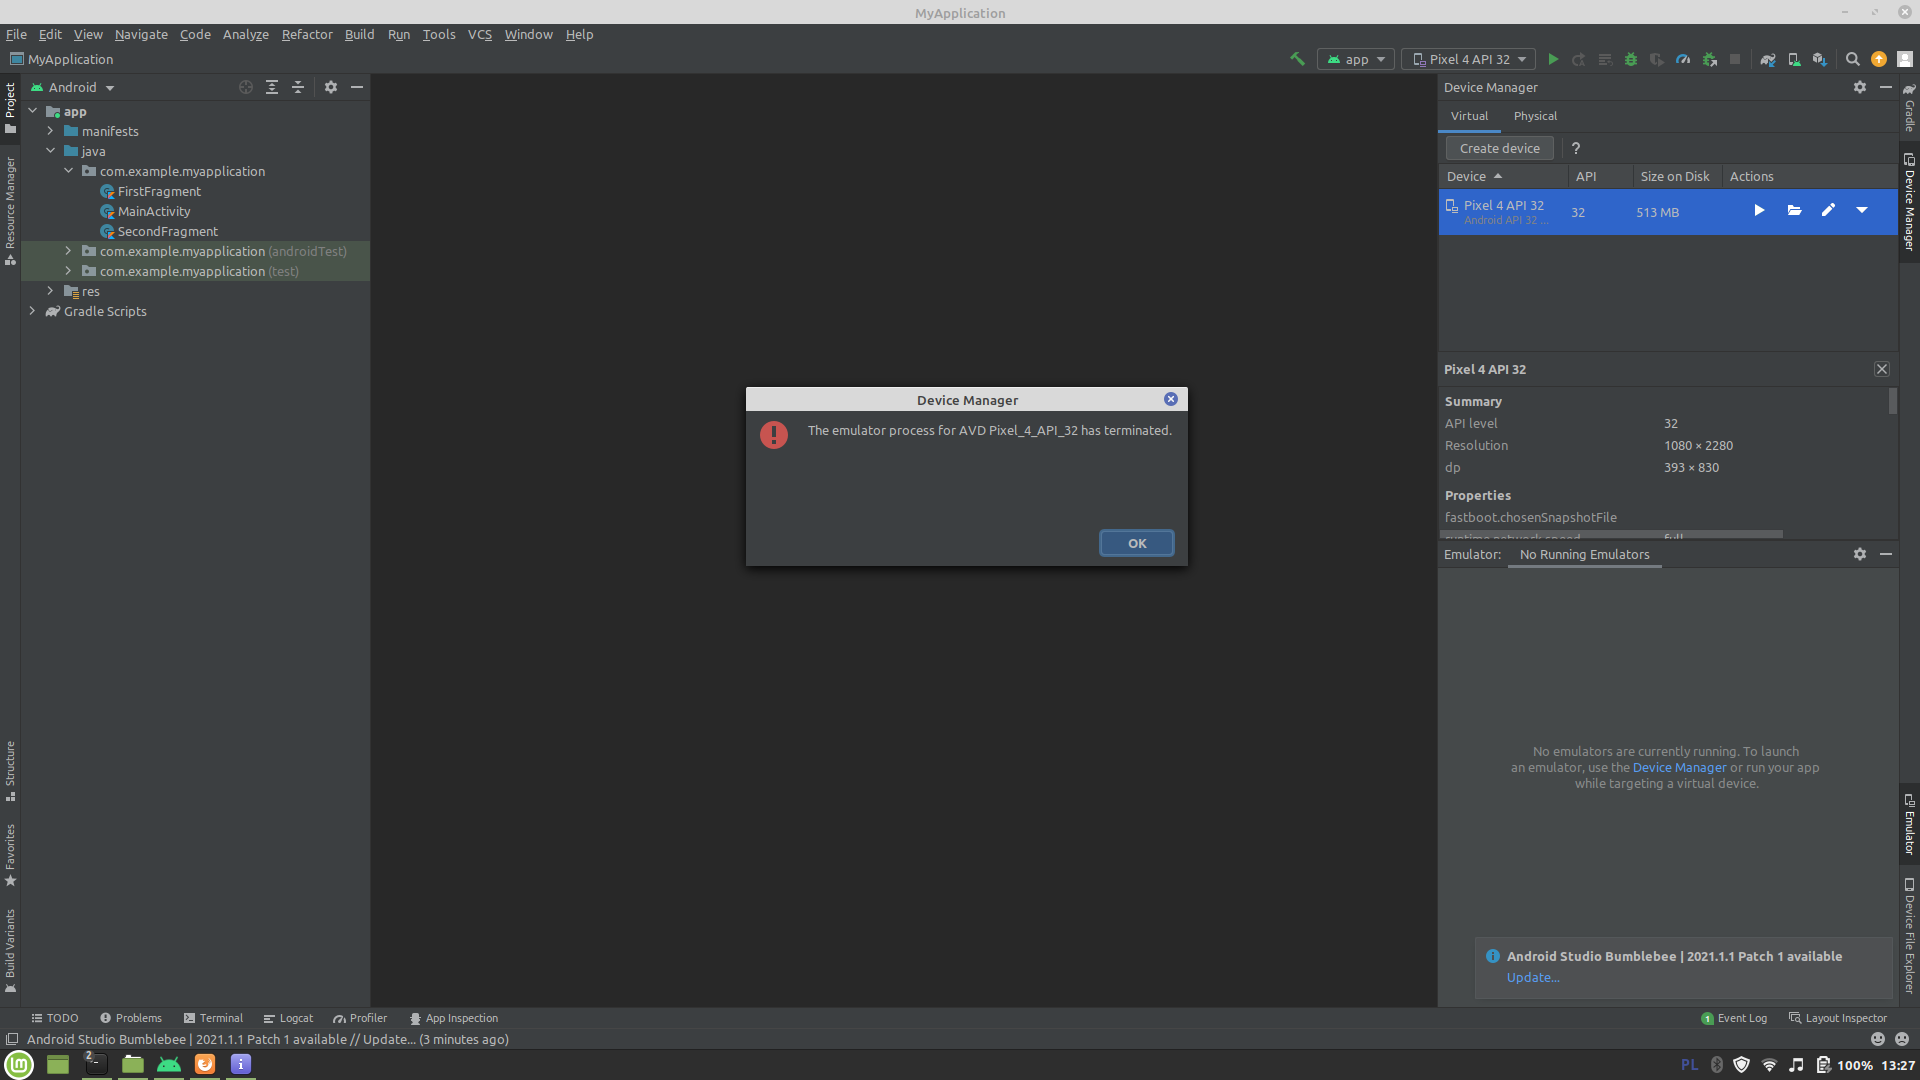 MyApplication
File Edit View Navigate Code Analyze Refactor Build Run Tools VCS Window Help
MyApplication
app
Pixel 4 API 32
Project
Resource Manager
Structure
Favorites
Build Variants
Android
app
manifests
java
com.example.myapplication
FirstFragment
MainActivity
SecondFragment
com.example.myapplication (androidTest)
com.example.myapplication (test)
res
Gradle Scripts
Device Manager
The emulator process for AVD Pixel_4_API_32 has terminated.
OK
Device Manager
Virtual Physical
Create device ?
Device API Size on Disk Actions
Pixel 4 API 32
Android API 32 ...
32 513 MB
Pixel 4 API 32
Summary
API level 32
Resolution 1080 × 2280
dp 393 × 830
Properties
fastboot.chosenSnapshotFile
runtime.network.speed full
Emulator: No Running Emulators
No emulators are currently running. To launch
an emulator, use the Device Manager or run your app
while targeting a virtual device.
Android Studio Bumblebee | 2021.1.1 Patch 1 available
Update...
Gradle
Device Manager
Emulator
Device File Explorer
TODO Problems Terminal Logcat Profiler App Inspection
1 Event Log Layout Inspector
Android Studio Bumblebee | 2021.1.1 Patch 1 available // Update... (3 minutes ago)
2
PL 100% 13:27